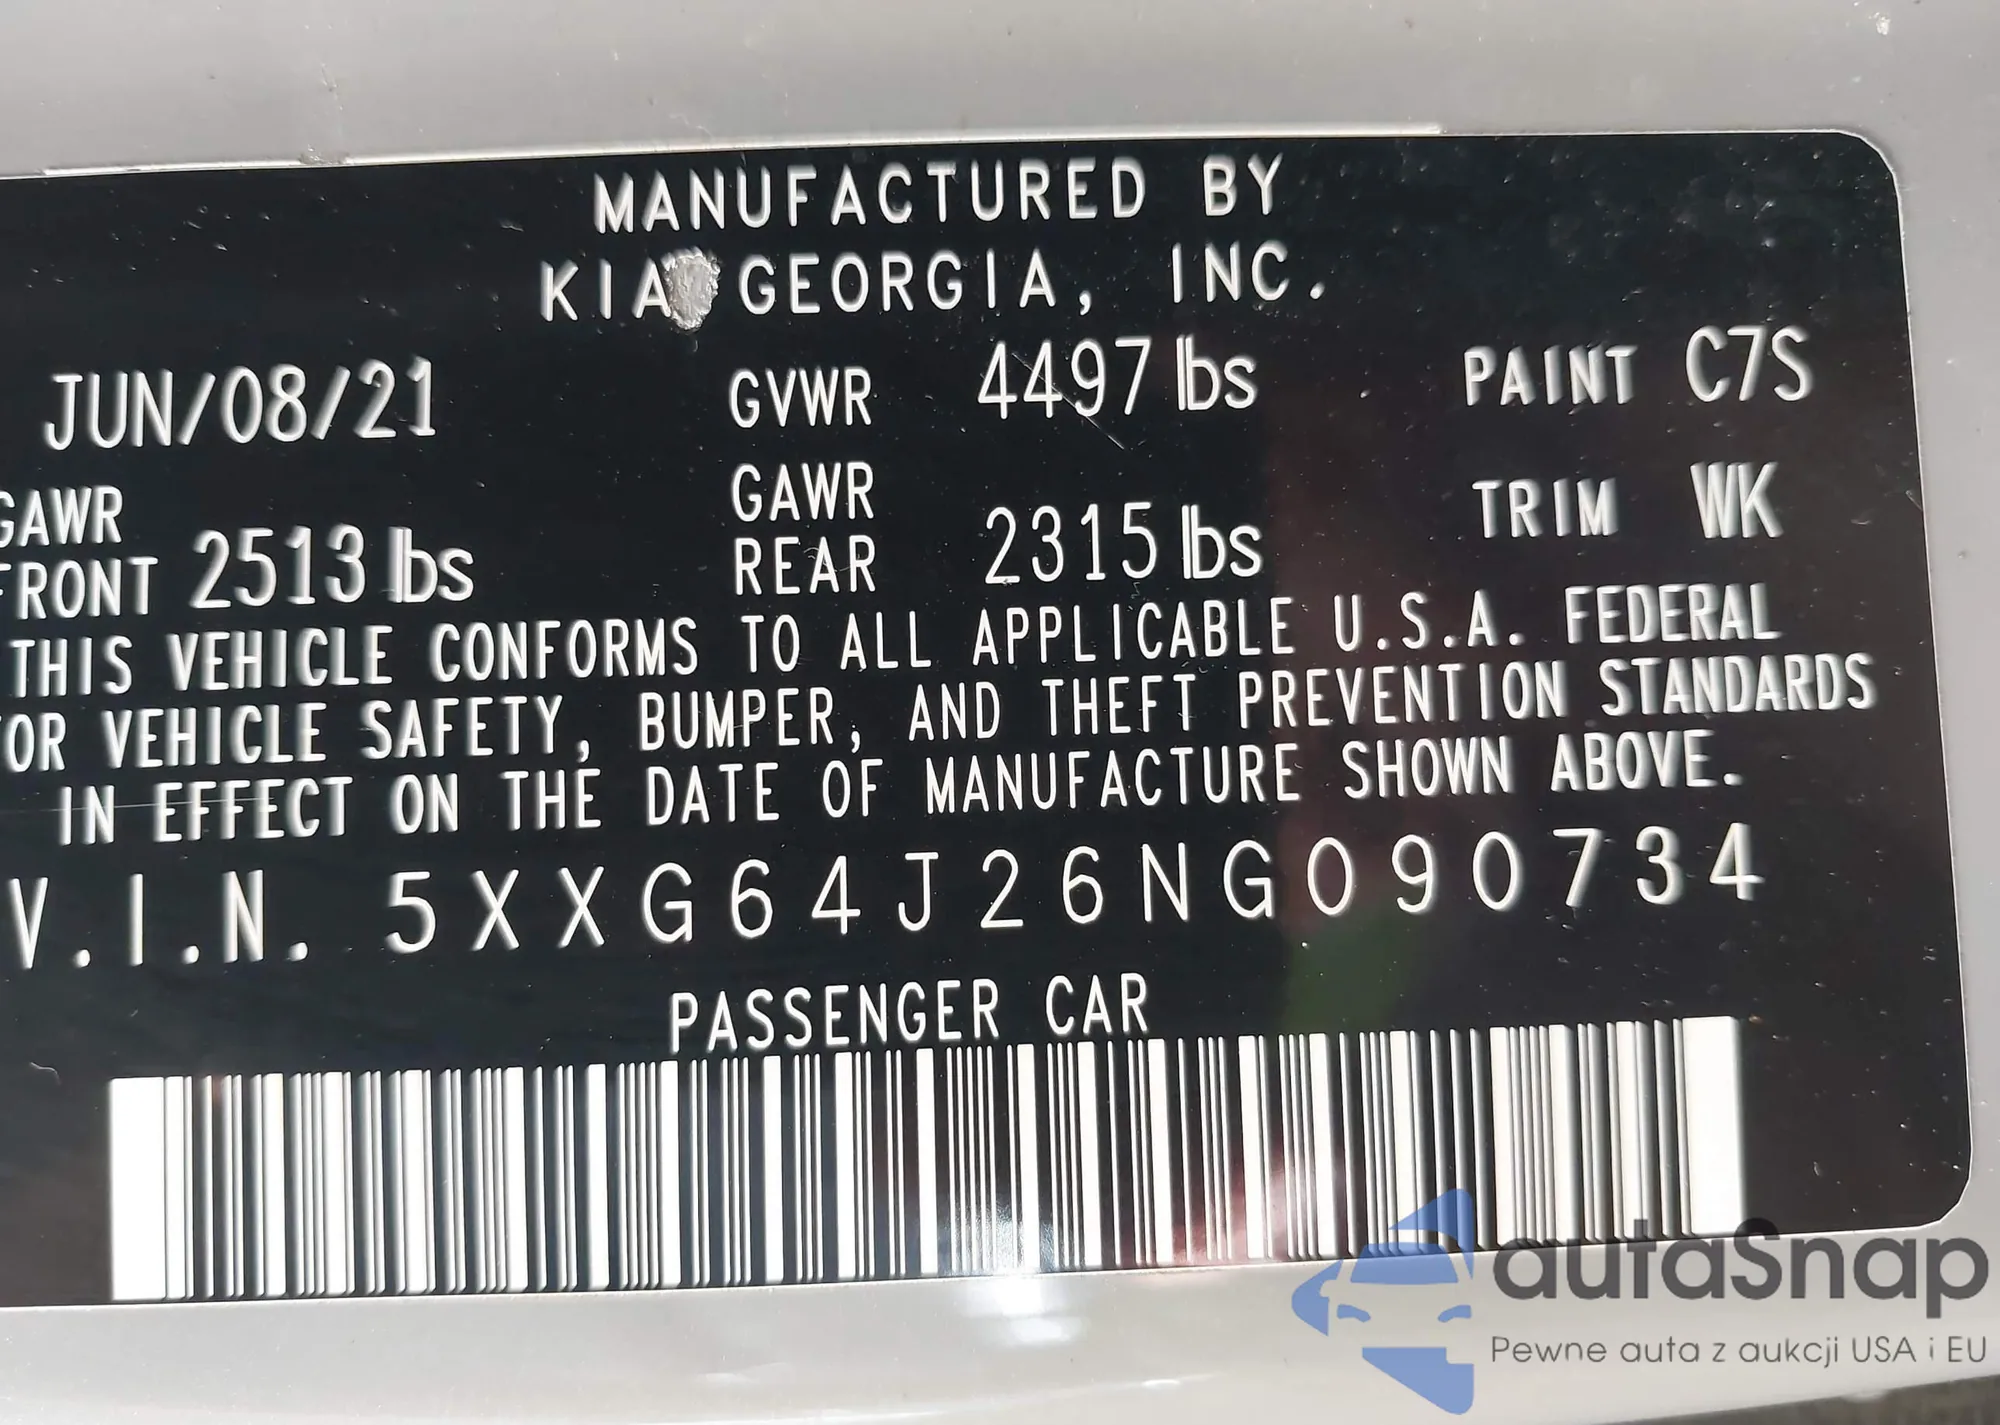 MANUFACTURED BY
KIA GEORGIA, INC.
JUN/08/21 GVWR 4497 lbs PAINT C7S
GAWR FRONT 2513 lbs GAWR REAR 2315 lbs TRIM WK
THIS VEHICLE CONFORMS TO ALL APPLICABLE U.S.A. FEDERAL
OR VEHICLE SAFETY, BUMPER, AND THEFT PREVENTION STANDARDS
IN EFFECT ON THE DATE OF MANUFACTURE SHOWN ABOVE.
V.I.N. 5XXG64J26NG090734
PASSENGER CAR
autaSnap
Pewne auta z aukcji USA i EU